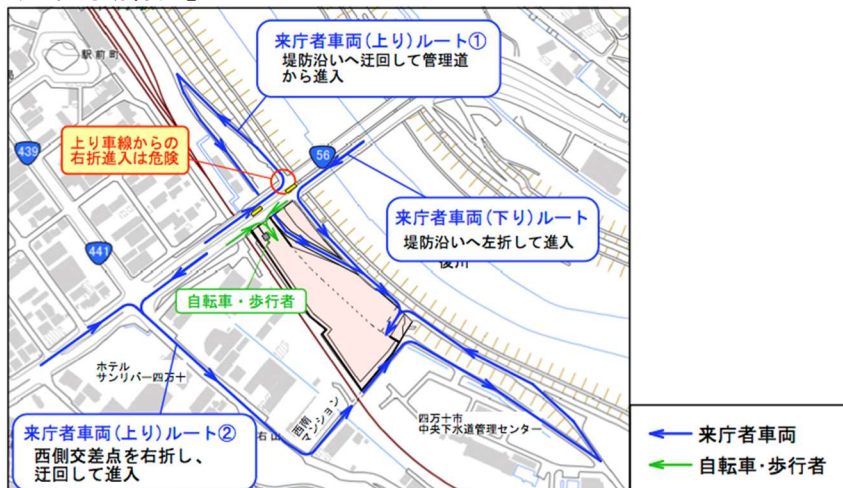 駅前町
来庁者車両(上り)ルート①
堤防沿いへ迂回して管理道
から進入
上り車線からの
右折進入は危険
439
56
来庁者車両(下り)ルート
堤防沿いへ左折して進入
後川
441
自転車・歩行者
ホテル
サンリバー四万十
西南
マンション
右山
四万十市
中央下水道管理センター
来庁者車両(上り)ルート②
西側交差点を右折し、
迂回して進入
来庁者車両
自転車・歩行者